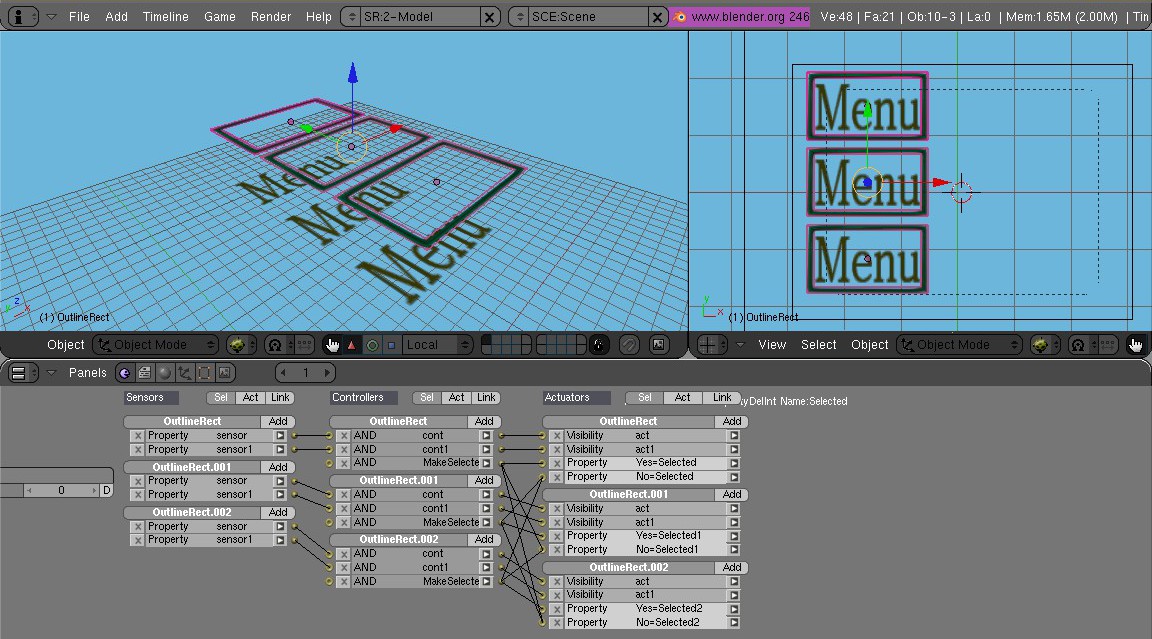 File Add Timeline Game Render Help SR:2-Model X SCE:Scene X www.blender.org 246 Ve:48 | Fa:21 | Ob:10-3 | La:0 | Mem:1.65M (2.00M) | Tin
Menu
Menu
Menu
z
y x
(1) OutlineRect
Menu
Menu
Menu
y
x
(1) OutlineRect
Object Object Mode Local
View Select Object Object Mode
Panels 1
Sensors Sel Act Link
OutlineRect Add
X Property sensor
X Property sensor1
OutlineRect.001 Add
X Property sensor
X Property sensor1
OutlineRect.002 Add
X Property sensor
X Property sensor1
0 D
Controllers Sel Act Link
OutlineRect Add
X AND cont
X AND cont1
X AND MakeSelecte
OutlineRect.001 Add
X AND cont
X AND cont1
X AND MakeSelecte
OutlineRect.002 Add
X AND cont
X AND cont1
X AND MakeSelecte
Actuators Sel Act Link yDelInt Name:Selected
OutlineRect Add
X Visibility act
X Visibility act1
X Property Yes=Selected
X Property No=Selected
OutlineRect.001 Add
X Visibility act
X Visibility act1
X Property Yes=Selected1
X Property No=Selected1
OutlineRect.002 Add
X Visibility act
X Visibility act1
X Property Yes=Selected2
X Property No=Selected2